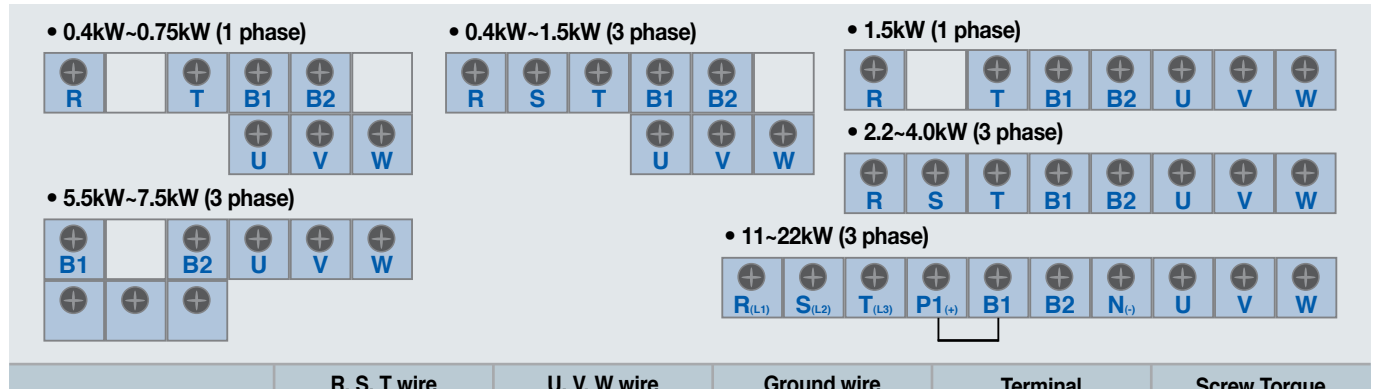 • 0.4kW~0.75kW (1 phase)
R T B1 B2
U V W
• 5.5kW~7.5kW (3 phase)
B1 B2 U V W
• 0.4kW~1.5kW (3 phase)
R S T B1 B2
U V W
• 1.5kW (1 phase)
R T B1 B2 U V W
• 2.2~4.0kW (3 phase)
R S T B1 B2 U V W
• 11~22kW (3 phase)
R(L1) S(L2) T(L3) P1(+) B1 B2 N(-) U V W
R, S, T wire U, V, W wire Ground wire Terminal Screw Torque